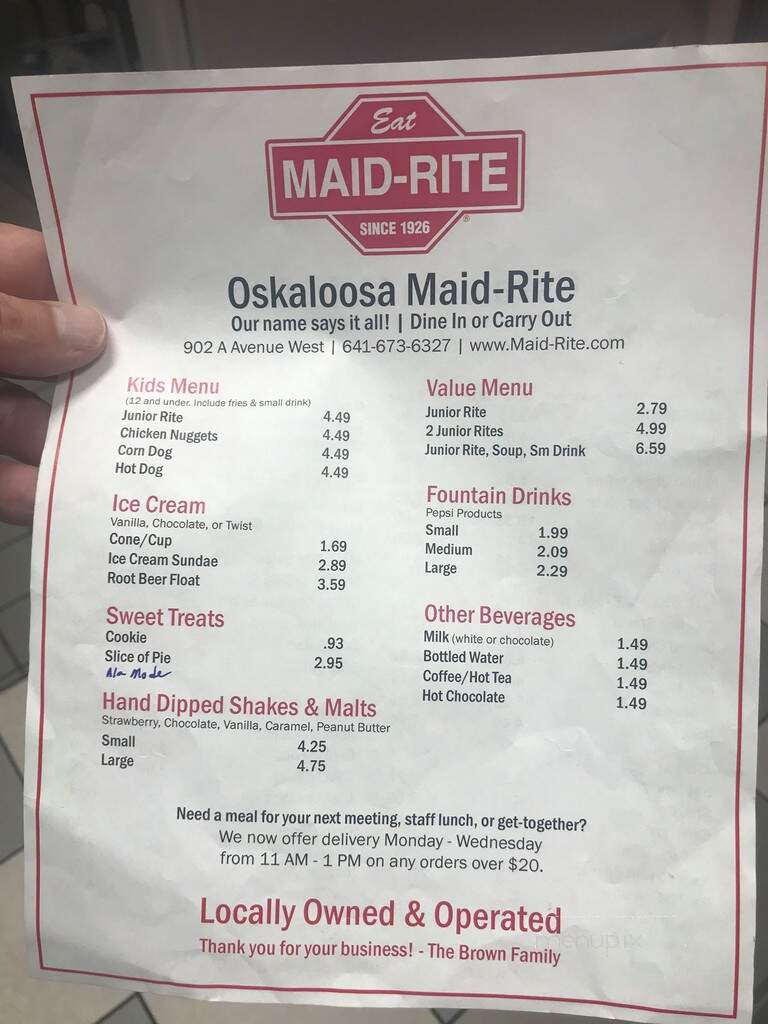 Eat
MAID-RITE
SINCE 1926
®
Oskaloosa Maid-Rite
Our name says it all! | Dine In or Carry Out
902 A Avenue West | 641-673-6327 | www.Maid-Rite.com
Kids Menu
(12 and under. Include fries & small drink)
Junior Rite 4.49
Chicken Nuggets 4.49
Corn Dog 4.49
Hot Dog 4.49
Ice Cream
Vanilla, Chocolate, or Twist
Cone/Cup 1.69
Ice Cream Sundae 2.89
Root Beer Float 3.59
Sweet Treats
Cookie .93
Slice of Pie 2.95
Ala Mode
Hand Dipped Shakes & Malts
Strawberry, Chocolate, Vanilla, Caramel, Peanut Butter
Small 4.25
Large 4.75
Value Menu
Junior Rite 2.79
2 Junior Rites 4.99
Junior Rite, Soup, Sm Drink 6.59
Fountain Drinks
Pepsi Products
Small 1.99
Medium 2.09
Large 2.29
Other Beverages
Milk (white or chocolate) 1.49
Bottled Water 1.49
Coffee/Hot Tea 1.49
Hot Chocolate 1.49
Need a meal for your next meeting, staff lunch, or get-together?
We now offer delivery Monday - Wednesday
from 11 AM - 1 PM on any orders over $20.
Locally Owned & Operated
Thank you for your business! - The Brown Family
menupix